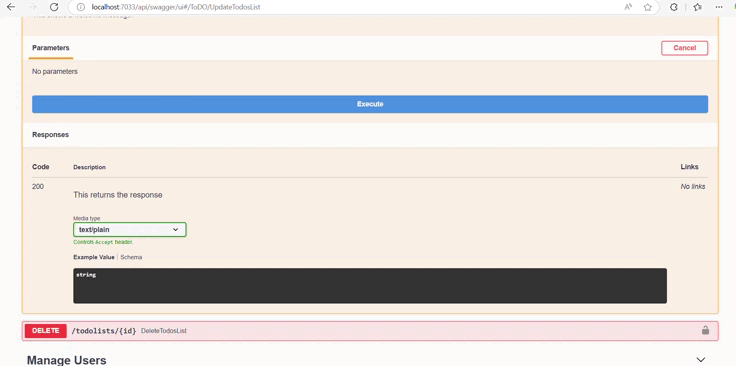 localhost:7033/api/swagger/ui#/ToDO/UpdateTodosList
Parameters
Cancel
No parameters
Execute
Responses
Code Description Links
200 This returns the response No links
Media type
text/plain
Controls Accept header.
Example Value Schema
string
DELETE /todolists/{id} DeleteTodosList
Manage Users